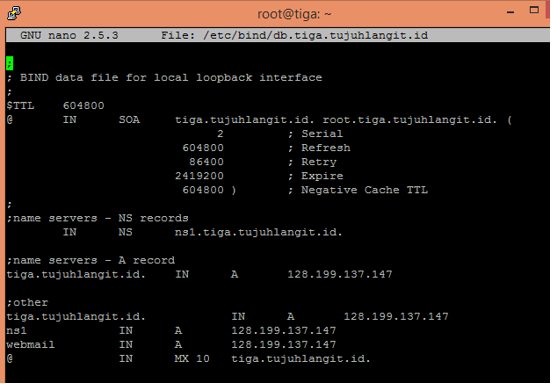 root@tiga: ~
GNU nano 2.5.3 File: /etc/bind/db.tiga.tujuhlangit.id
;
; BIND data file for local loopback interface
;
$TTL 604800
@ IN SOA tiga.tujuhlangit.id. root.tiga.tujuhlangit.id. (
2 ; Serial
604800 ; Refresh
86400 ; Retry
2419200 ; Expire
604800 ) ; Negative Cache TTL
;
;name servers - NS records
IN NS ns1.tiga.tujuhlangit.id.
;name servers - A record
tiga.tujuhlangit.id. IN A 128.199.137.147
;other
tiga.tujuhlangit.id. IN A 128.199.137.147
ns1 IN A 128.199.137.147
webmail IN A 128.199.137.147
@ IN MX 10 tiga.tujuhlangit.id.